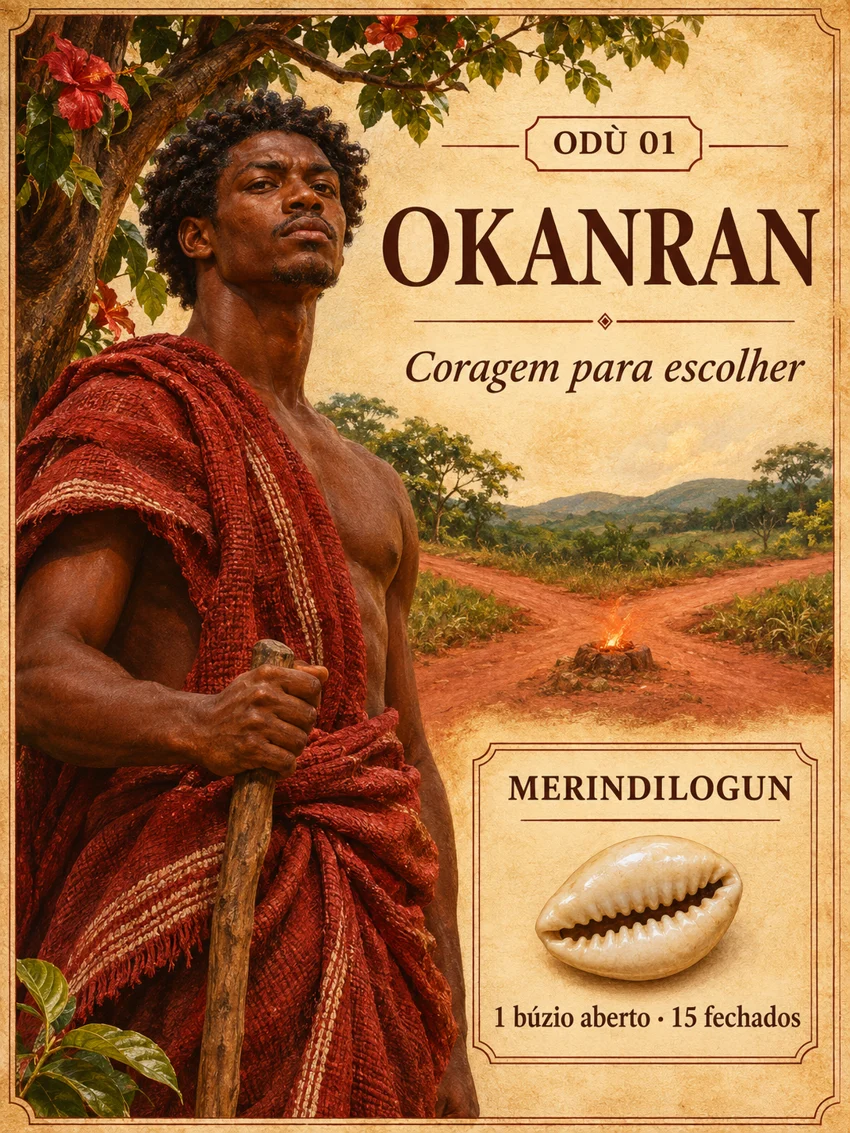 ODÙ 01
OKANRAN
Coragem para escolher
MERINDILOGUN
1 búzio aberto · 15 fechados